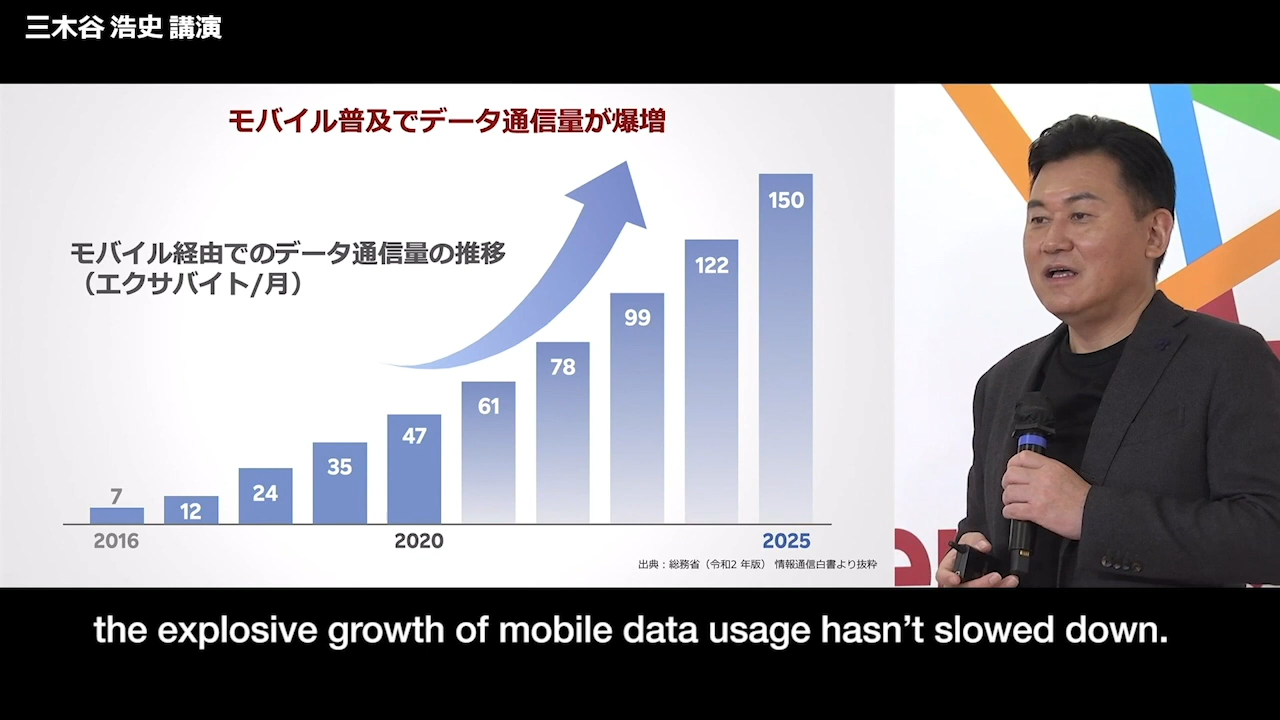 三木谷 浩史 講演
モバイル普及でデータ通信量が爆増
モバイル経由でのデータ通信量の推移
（エクサバイト/月）
7
12
24
35
47
61
78
99
122
150
2016
2020
2025
出典：総務省（令和2 年版） 情報通信白書より抜粋
the explosive growth of mobile data usage hasn’t slowed down.